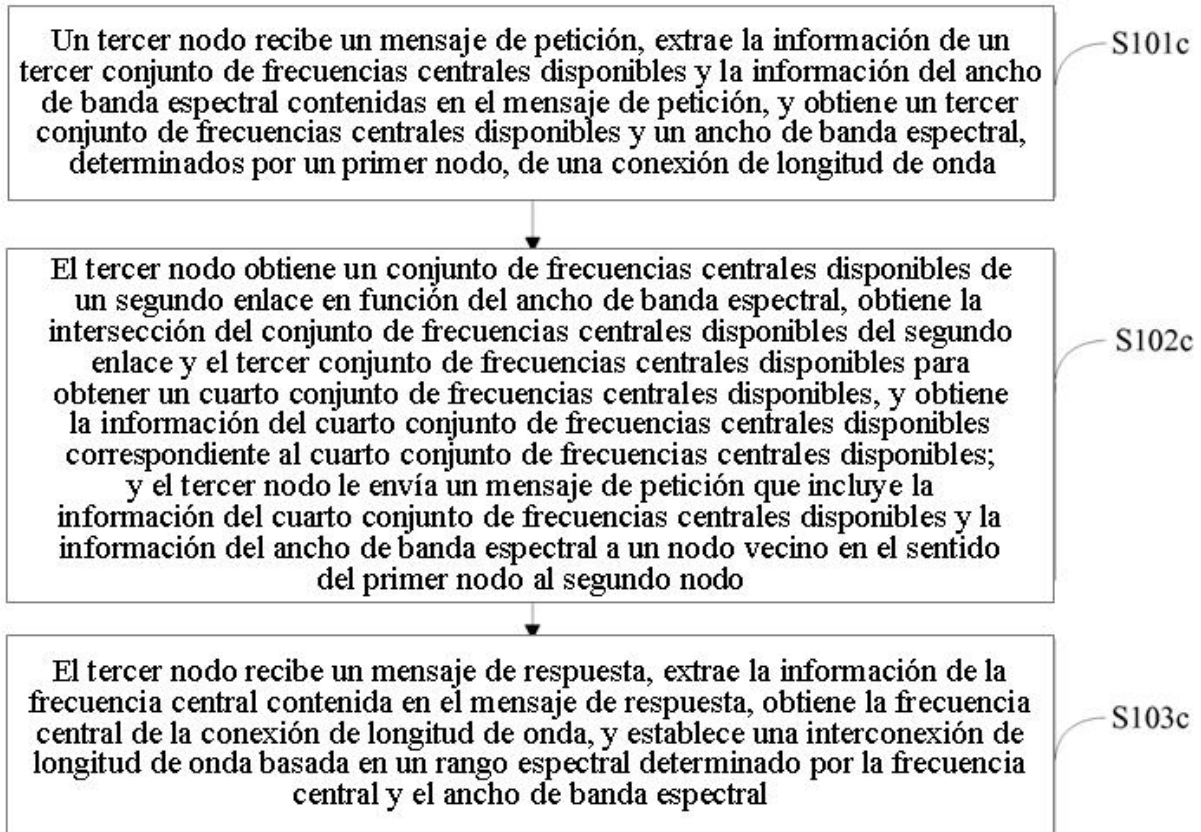 Un tercer nodo recibe un mensaje de petición, extrae la información de un
tercer conjunto de frecuencias centrales disponibles y la información del ancho
de banda espectral contenidas en el mensaje de petición, y obtiene un tercer
conjunto de frecuencias centrales disponibles y un ancho de banda espectral,
determinados por un primer nodo, de una conexión de longitud de onda
S101c
El tercer nodo obtiene un conjunto de frecuencias centrales disponibles de
un segundo enlace en función del ancho de banda espectral, obtiene la
intersección del conjunto de frecuencias centrales disponibles del segundo
enlace y el tercer conjunto de frecuencias centrales disponibles para
obtener un cuarto conjunto de frecuencias centrales disponibles, y obtiene
la información del cuarto conjunto de frecuencias centrales disponibles
correspondiente al cuarto conjunto de frecuencias centrales disponibles;
y el tercer nodo le envía un mensaje de petición que incluye la
información del cuarto conjunto de frecuencias centrales disponibles y la
información del ancho de banda espectral a un nodo vecino en el sentido
del primer nodo al segundo nodo
S102c
El tercer nodo recibe un mensaje de respuesta, extrae la información de la
frecuencia central contenida en el mensaje de respuesta, obtiene la frecuencia
central de la conexión de longitud de onda, y establece una interconexión de
longitud de onda basada en un rango espectral determinado por la frecuencia
central y el ancho de banda espectral
S103c